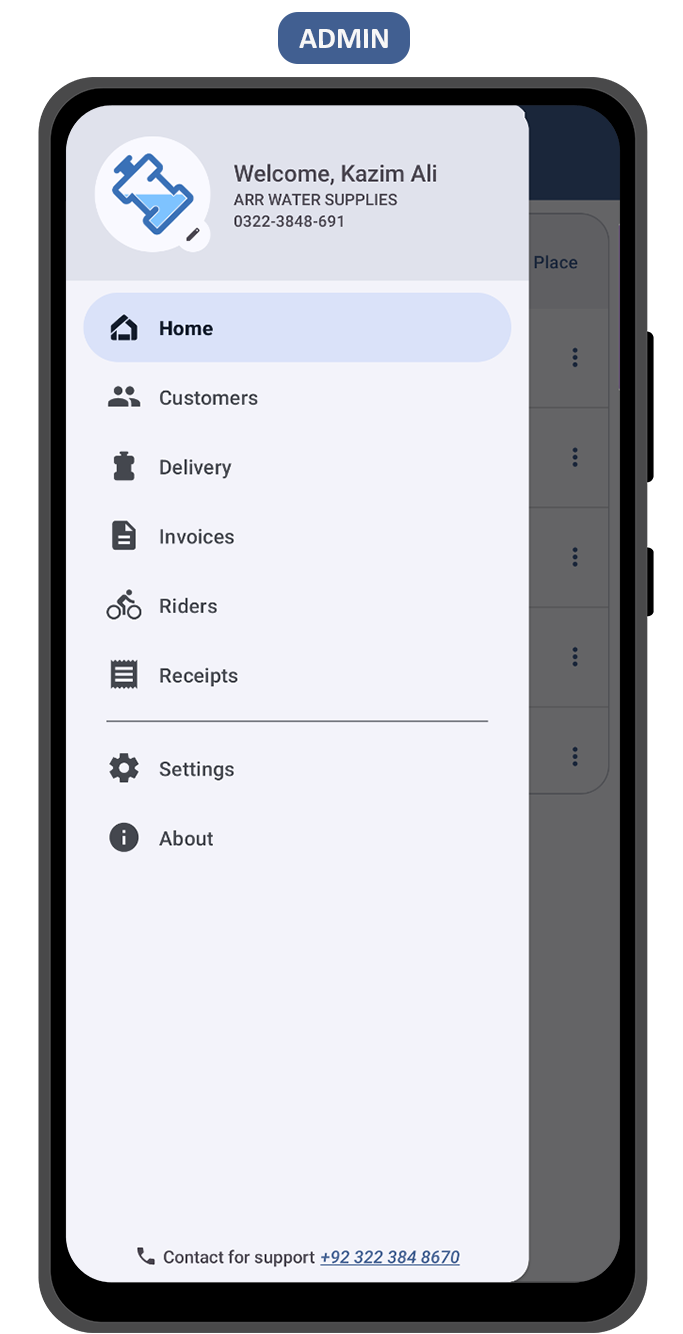 ADMIN
Welcome, Kazim Ali
ARR WATER SUPPLIES
0322-3848-691
Place
Home
Customers
Delivery
Invoices
Riders
Receipts
Settings
About
Contact for support +92 322 384 8670